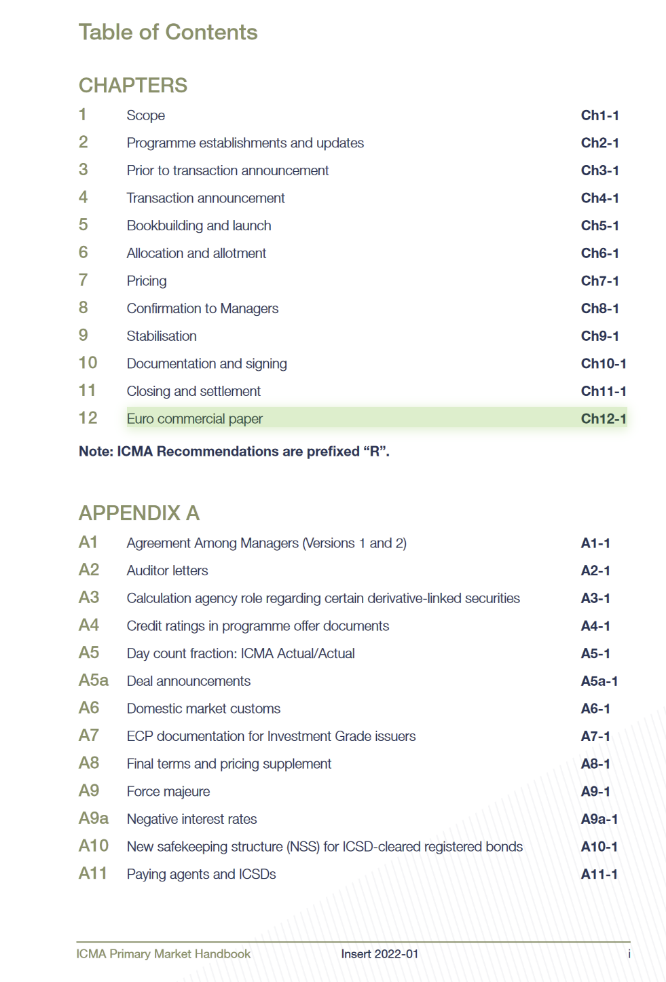 Table of Contents
CHAPTERS
1 Scope Ch1-1
2 Programme establishments and updates Ch2-1
3 Prior to transaction announcement Ch3-1
4 Transaction announcement Ch4-1
5 Bookbuilding and launch Ch5-1
6 Allocation and allotment Ch6-1
7 Pricing Ch7-1
8 Confirmation to Managers Ch8-1
9 Stabilisation Ch9-1
10 Documentation and signing Ch10-1
11 Closing and settlement Ch11-1
12 Euro commercial paper Ch12-1
Note: ICMA Recommendations are prefixed “R”.
APPENDIX A
A1 Agreement Among Managers (Versions 1 and 2) A1-1
A2 Auditor letters A2-1
A3 Calculation agency role regarding certain derivative-linked securities A3-1
A4 Credit ratings in programme offer documents A4-1
A5 Day count fraction: ICMA Actual/Actual A5-1
A5a Deal announcements A5a-1
A6 Domestic market customs A6-1
A7 ECP documentation for Investment Grade issuers A7-1
A8 Final terms and pricing supplement A8-1
A9 Force majeure A9-1
A9a Negative interest rates A9a-1
A10 New safekeeping structure (NSS) for ICSD-cleared registered bonds A10-1
A11 Paying agents and ICSDs A11-1
ICMA Primary Market Handbook Insert 2022-01 i